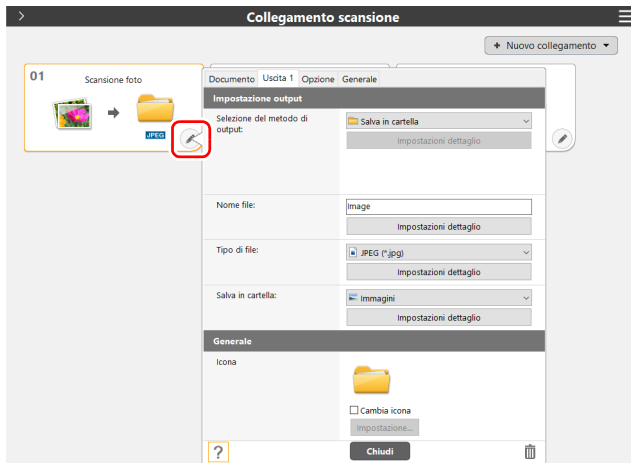 Collegamento scansione
+ Nuovo collegamento
01
Scansione foto
JPEG
Documento Uscita 1 Opzione Generale
Impostazione output
Selezione del metodo di output:
Salva in cartella
Impostazioni dettaglio
Nome file:
Image
Impostazioni dettaglio
Tipo di file:
JPEG (*.jpg)
Impostazioni dettaglio
Salva in cartella:
Immagini
Impostazioni dettaglio
Generale
Icona
Cambia icona
Impostazione...
?
Chiudi